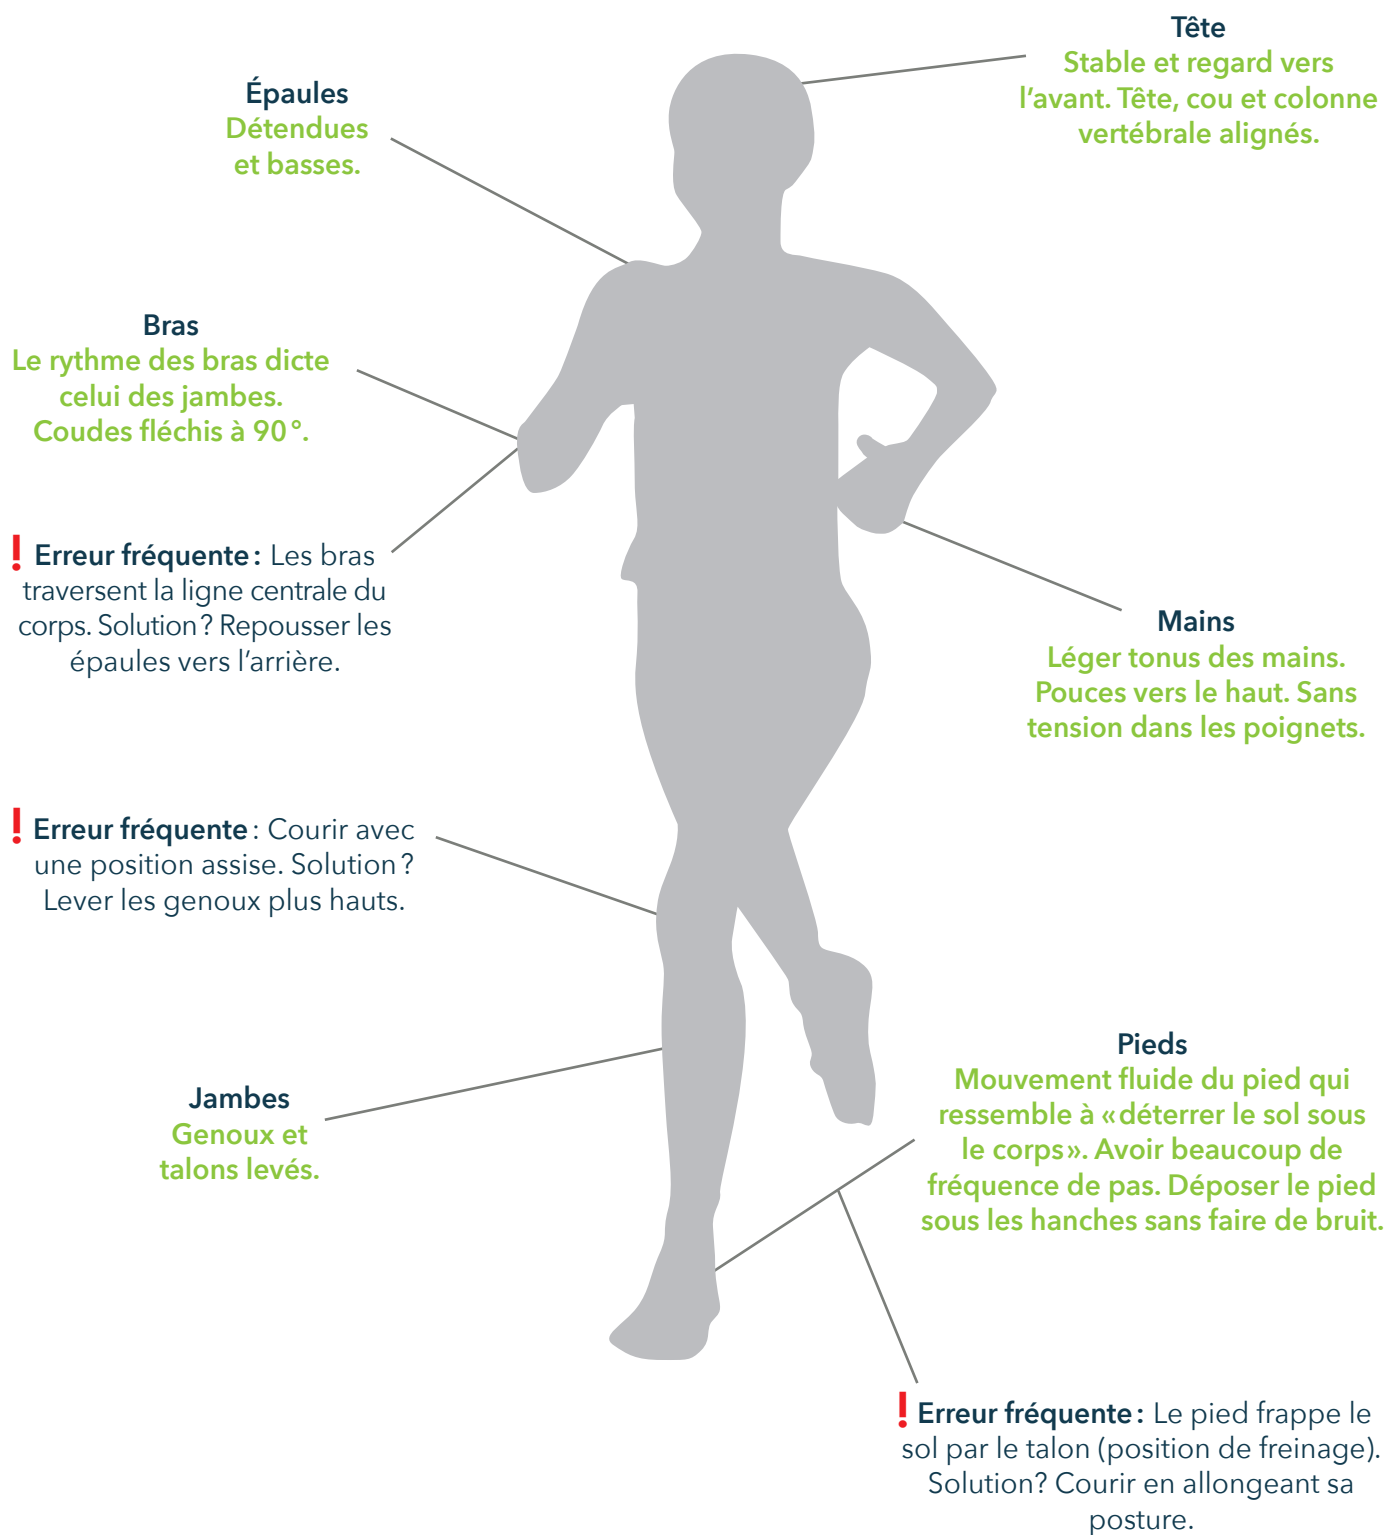 Tête
Stable et regard vers
l'avant. Tête, cou et colonne
vertébrale alignés.
Épaules
Détendues
et basses.
Bras
Le rythme des bras dicte
celui des jambes.
Coudes fléchis à 90°.
❗Erreur fréquente : Les bras
traversent la ligne centrale du
corps. Solution ? Repousser les
épaules vers l'arrière.
Mains
Léger tonus des mains.
Pouces vers le haut. Sans
tension dans les poignets.
❗Erreur fréquente : Courir avec
une position assise. Solution ?
Lever les genoux plus hauts.
Jambes
Genoux et
talons levés.
Pieds
Mouvement fluide du pied qui
ressemble à «déterrer le sol sous
le corps». Avoir beaucoup de
fréquence de pas. Déposer le pied
sous les hanches sans faire de bruit.
❗Erreur fréquente : Le pied frappe le
sol par le talon (position de freinage).
Solution? Courir en allongeant sa
posture.